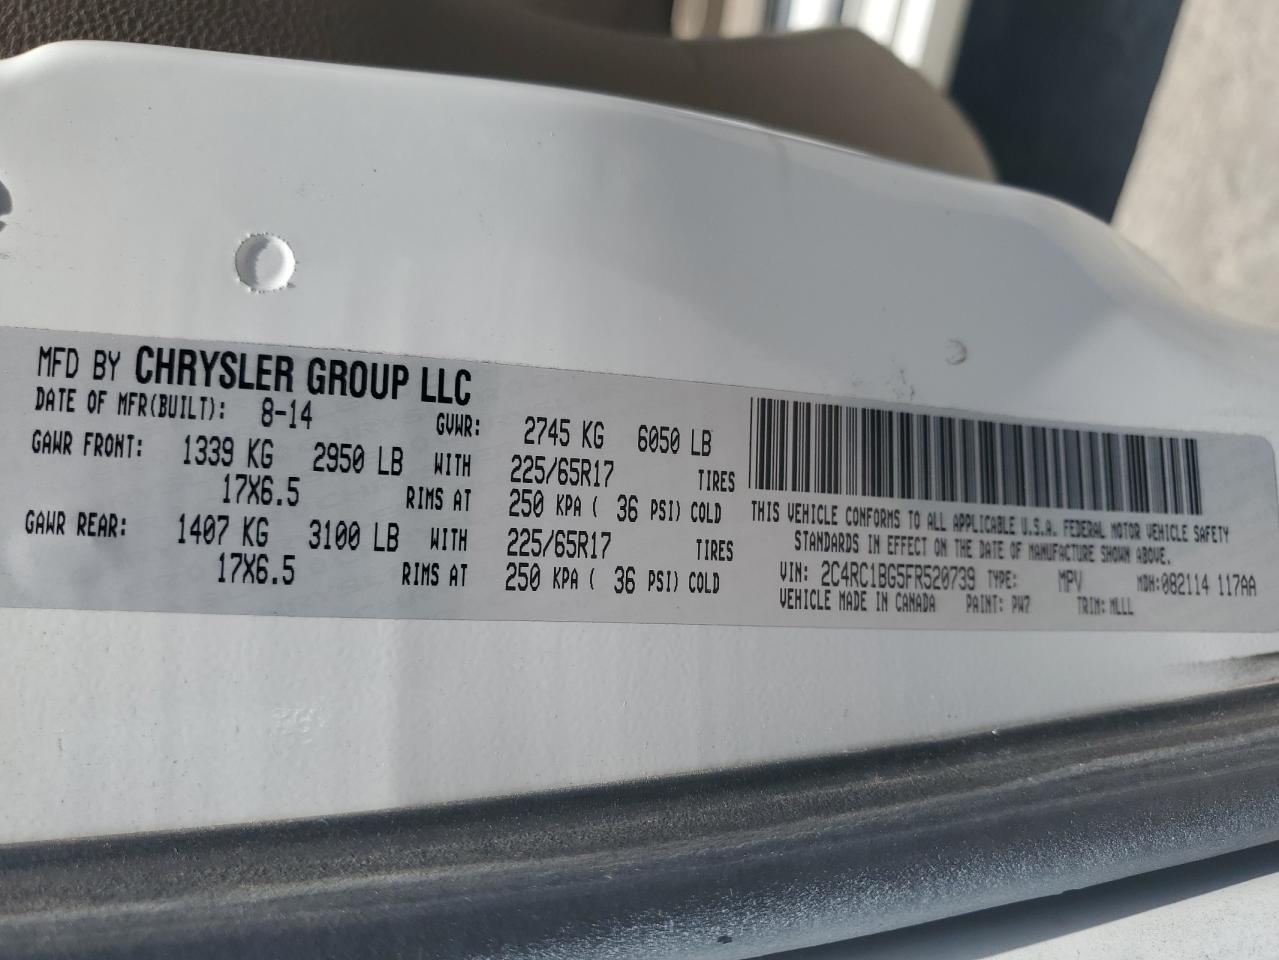 MFD BY CHRYSLER GROUP LLC
DATE OF MFR(BUILT): 8-14 GVWR: 2745 KG 6050 LB
GAWR FRONT: 1339 KG 2950 LB WITH 225/65R17 TIRES
17X6.5 RIMS AT 250 KPA ( 36 PSI) COLD
GAWR REAR: 1407 KG 3100 LB WITH 225/65R17 TIRES
17X6.5 RIMS AT 250 KPA ( 36 PSI) COLD
THIS VEHICLE CONFORMS TO ALL APPLICABLE U.S.A. FEDERAL MOTOR VEHICLE SAFETY
STANDARDS IN EFFECT ON THE DATE OF MANUFACTURE SHOWN ABOVE.
VIN: 2C4RC1BG5FR520739 TYPE: MPV MDH:082114 117AA
VEHICLE MADE IN CANADA PAINT: PW7 TRIM: MLLL